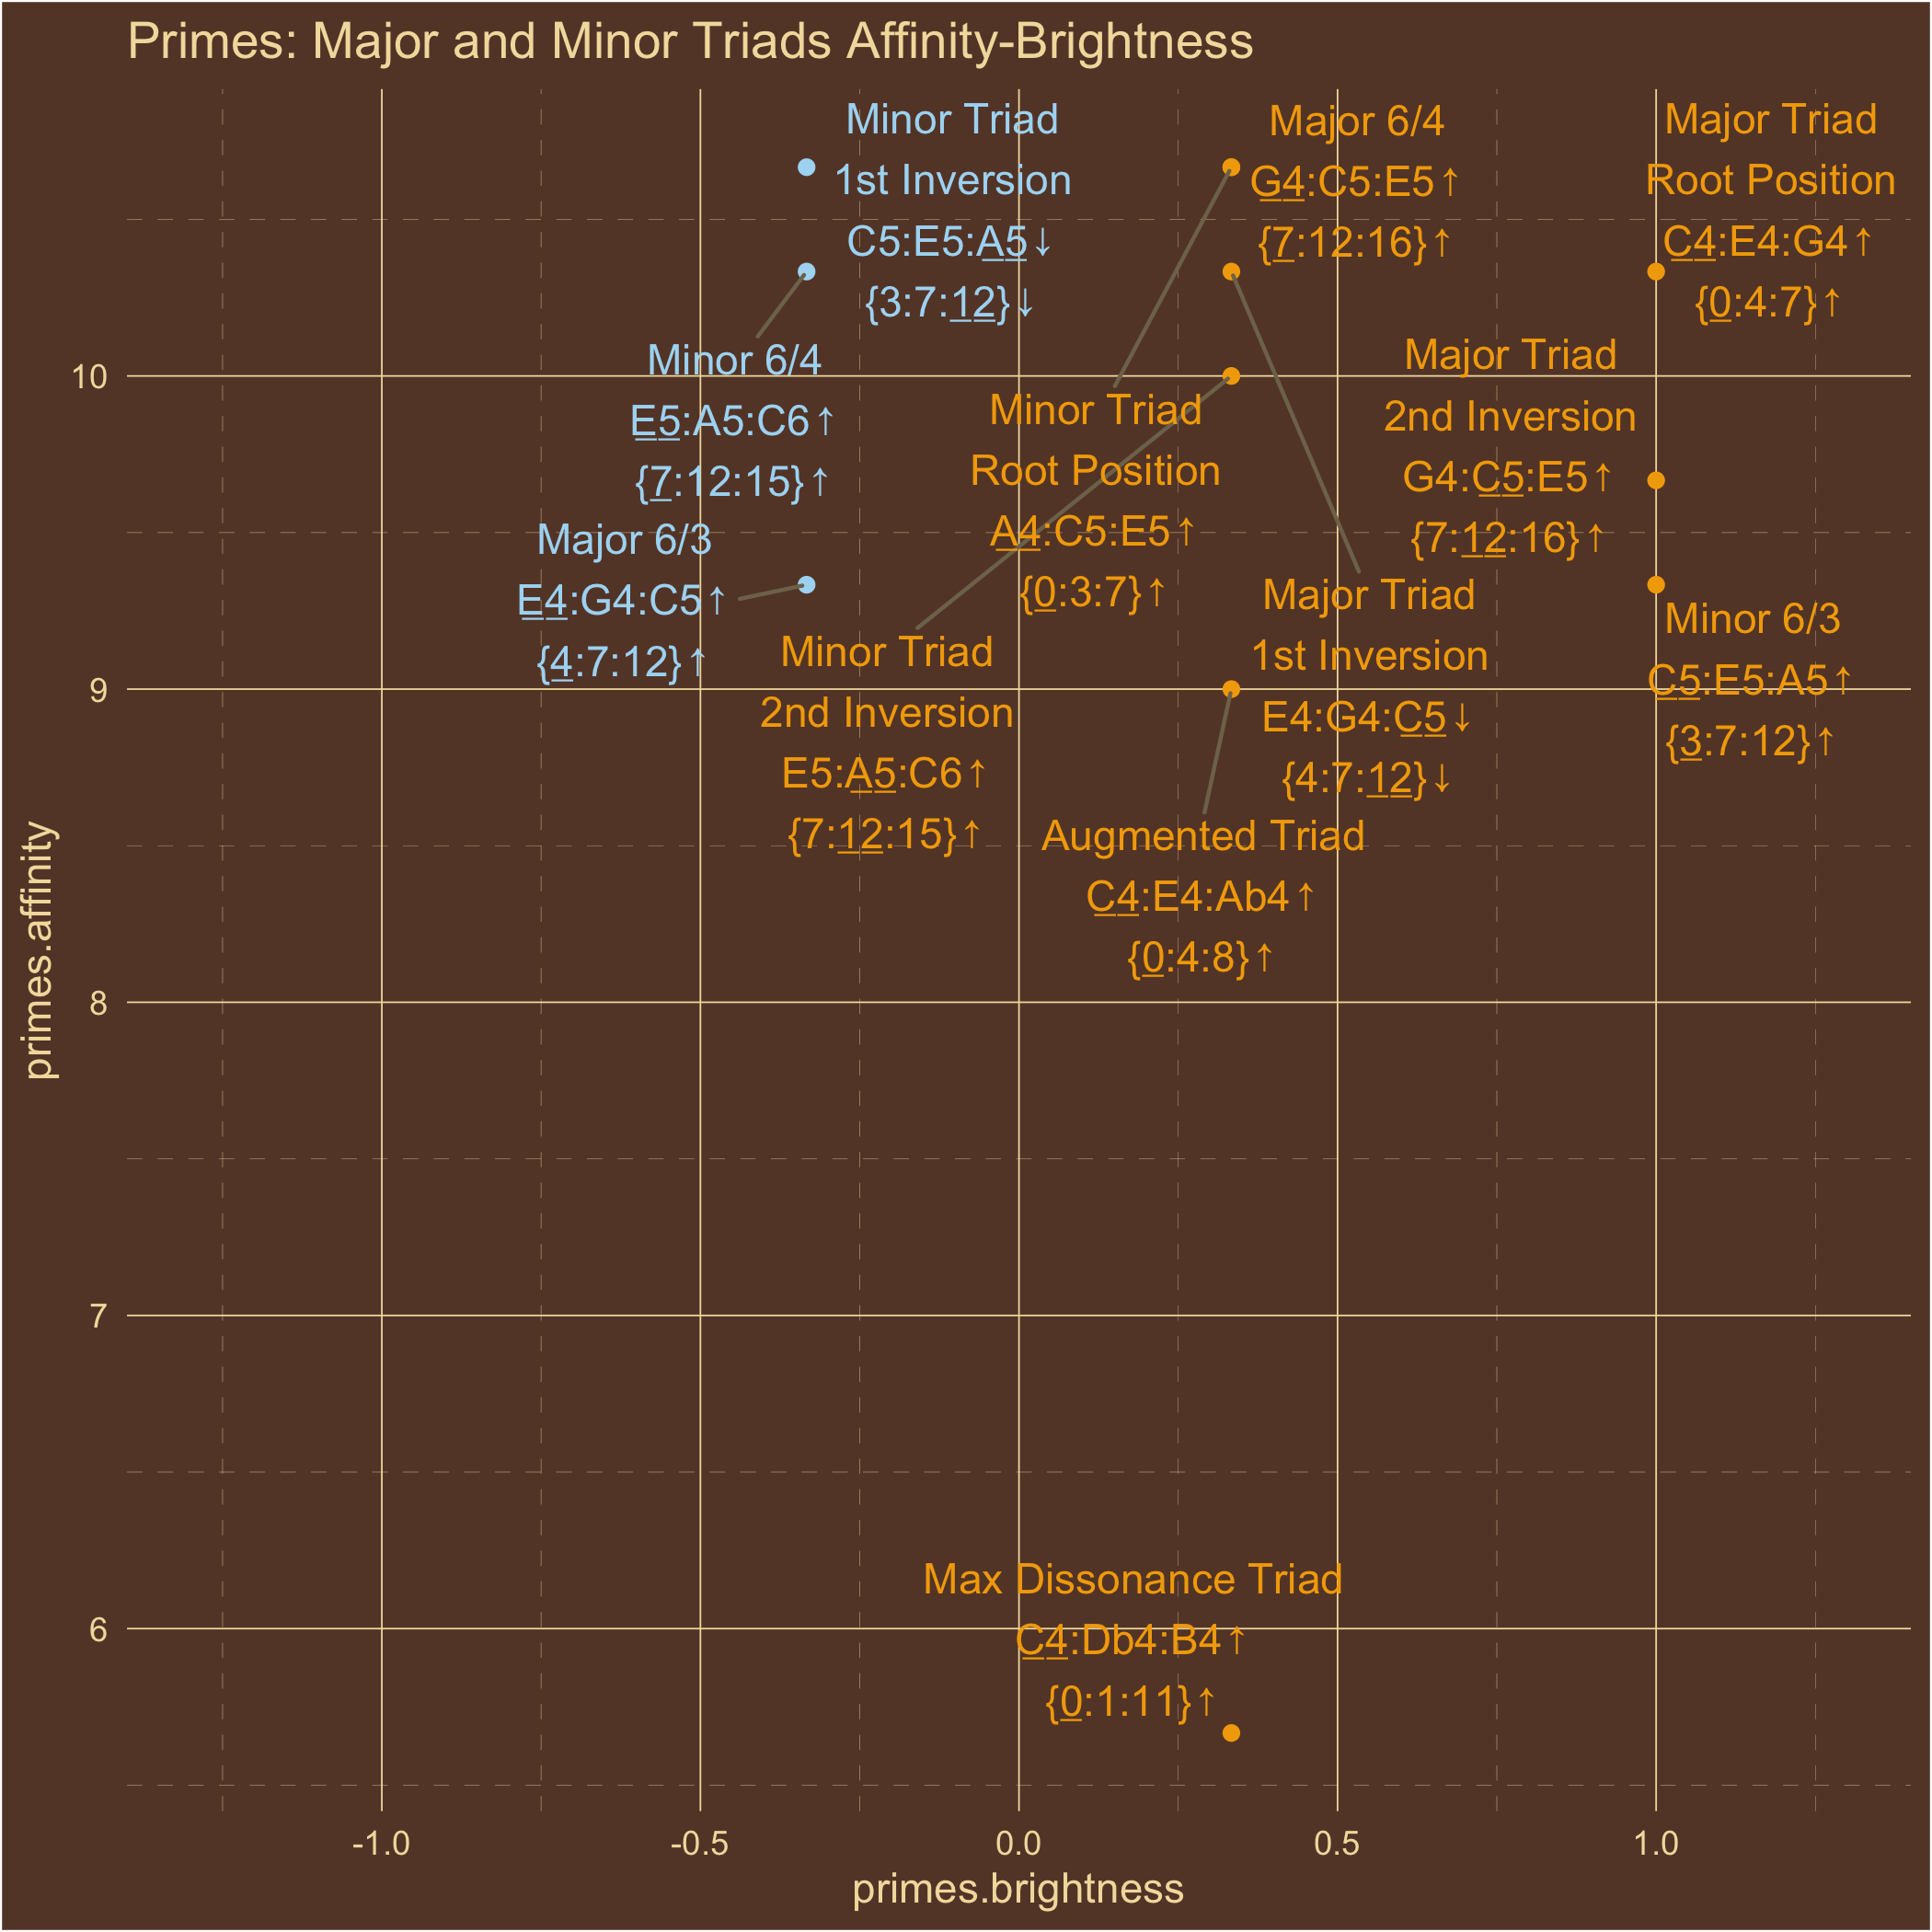 Primes: Major and Minor Triads Affinity-Brightness
Minor Triad
1st Inversion
C5:E5:A5↓
{3:7:12}↓
Major 6/4
G4:C5:E5↑
{7:12:16}↑
Major Triad
Root Position
C4:E4:G4↑
{0:4:7}↑
Minor 6/4
E5:A5:C6↑
{7:12:15}↑
Major Triad
2nd Inversion
G4:C5:E5↑
{7:12:16}↑
Minor Triad
Root Position
A4:C5:E5↑
{0:3:7}↑
Major 6/3
E4:G4:C5↑
{4:7:12}↑
Major Triad
1st Inversion
E4:G4:C5↓
{4:7:12}↓
Minor 6/3
C5:E5:A5↑
{3:7:12}↑
Minor Triad
2nd Inversion
E5:A5:C6↑
{7:12:15}↑
Augmented Triad
C4:E4:Ab4↑
{0:4:8}↑
Max Dissonance Triad
C4:Db4:B4↑
{0:1:11}↑
10
9
8
7
6
primes.affinity
-1.0
-0.5
0.0
0.5
1.0
primes.brightness